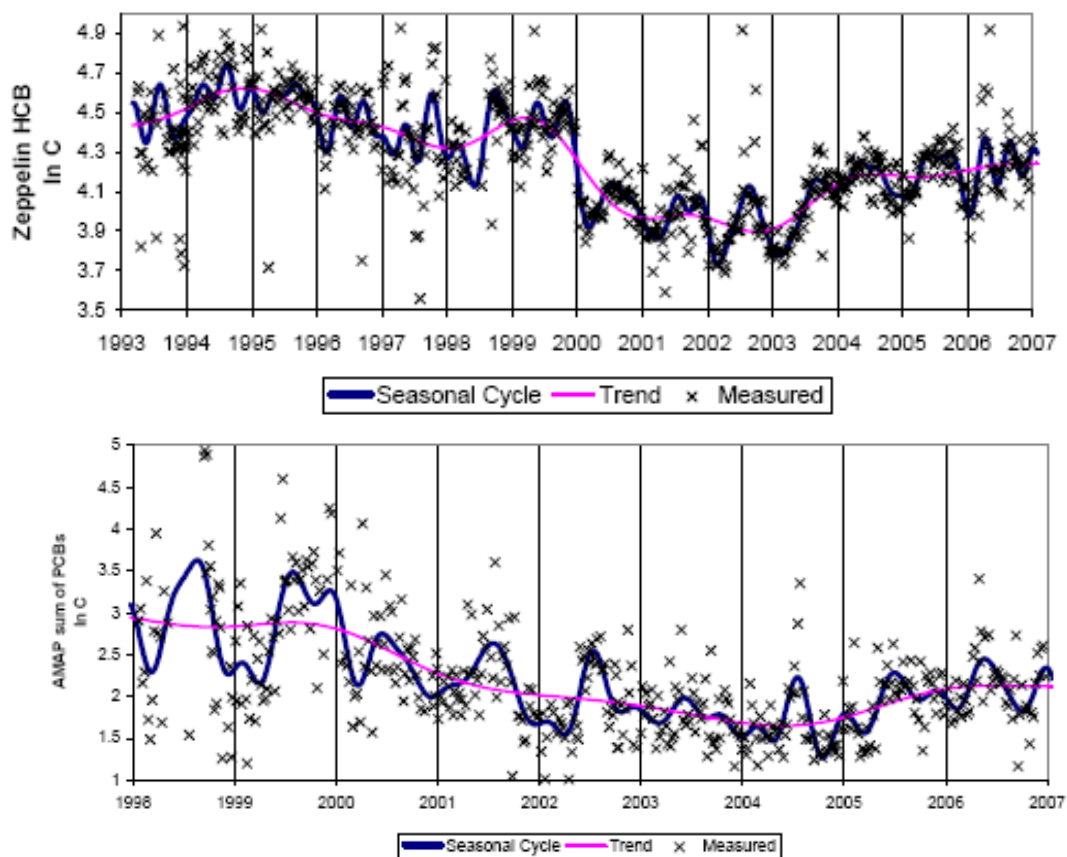 Zeppelin HCB
ln C
4.9
4.7
4.5
4.3
4.1
3.9
3.7
3.5
1993 1994 1995 1996 1997 1998 1999 2000 2001 2002 2003 2004 2005 2006 2007
Seasonal Cycle Trend × Measured
AMAP sum of PCBs
ln C
5
4.5
4
3.5
3
2.5
2
1.5
1
1998 1999 2000 2001 2002 2003 2004 2005 2006 2007
Seasonal Cycle Trend × Measured